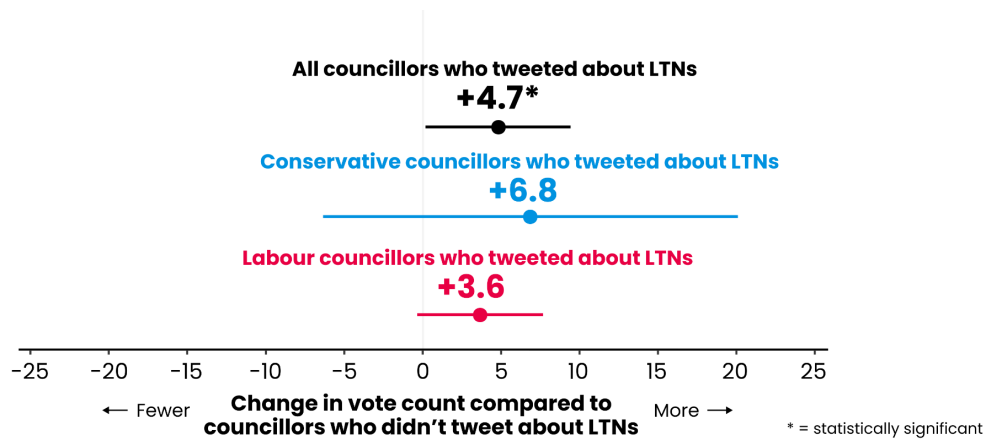 All councillors who tweeted about LTNs
+4.7*
Conservative councillors who tweeted about LTNs
+6.8
Labour councillors who tweeted about LTNs
+3.6
-25 -20 -15 -10 -5 0 5 10 15 20 25
← Fewer
Change in vote count compared to
councillors who didn’t tweet about LTNs
More →
* = statistically significant